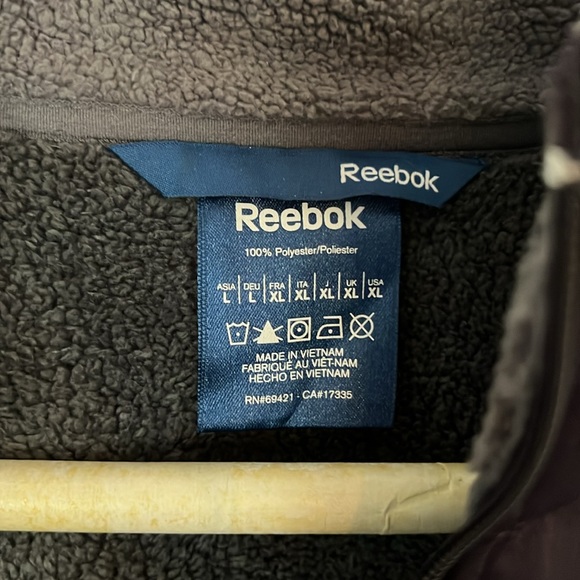 Reebok
Reebok
100% Polyester/Poliester
ASIA DEU FRA ITA J UK USA
L L XL XL XL XL XL
MADE IN VIETNAM
FABRIQUÉ AU VIÊT-NAM
HECHO EN VIETNAM
RN#69421 - CA#17335